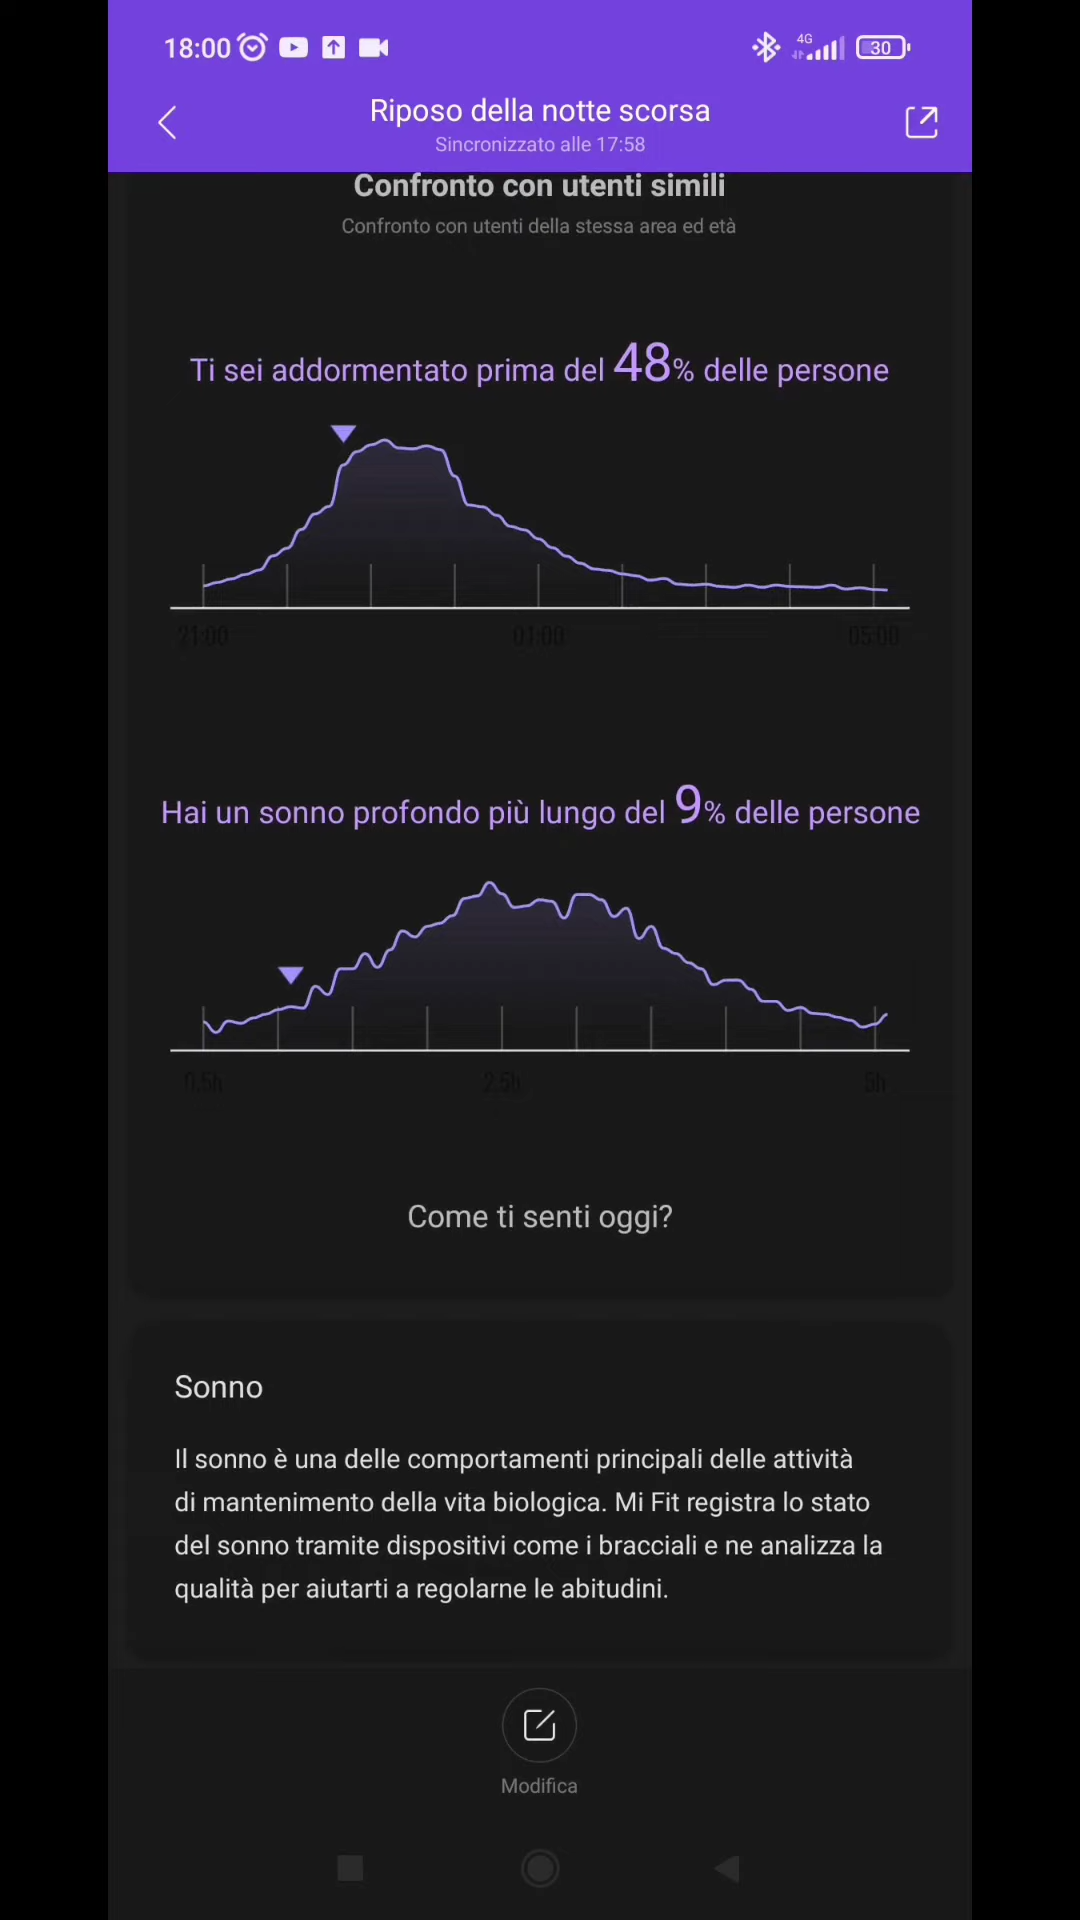 18:00 4G 30
Riposo della notte scorsa
Sincronizzato alle 17:58
Confronto con utenti simili
Confronto con utenti della stessa area ed età
Ti sei addormentato prima del 48% delle persone
21:00 01:00 05:00
Hai un sonno profondo più lungo del 9% delle persone
0.5h 2.5h 5h
Come ti senti oggi?
Sonno
Il sonno è una delle comportamenti principali delle attività
di mantenimento della vita biologica. Mi Fit registra lo stato
del sonno tramite dispositivi come i bracciali e ne analizza la
qualità per aiutarti a regolarne le abitudini.
Modifica